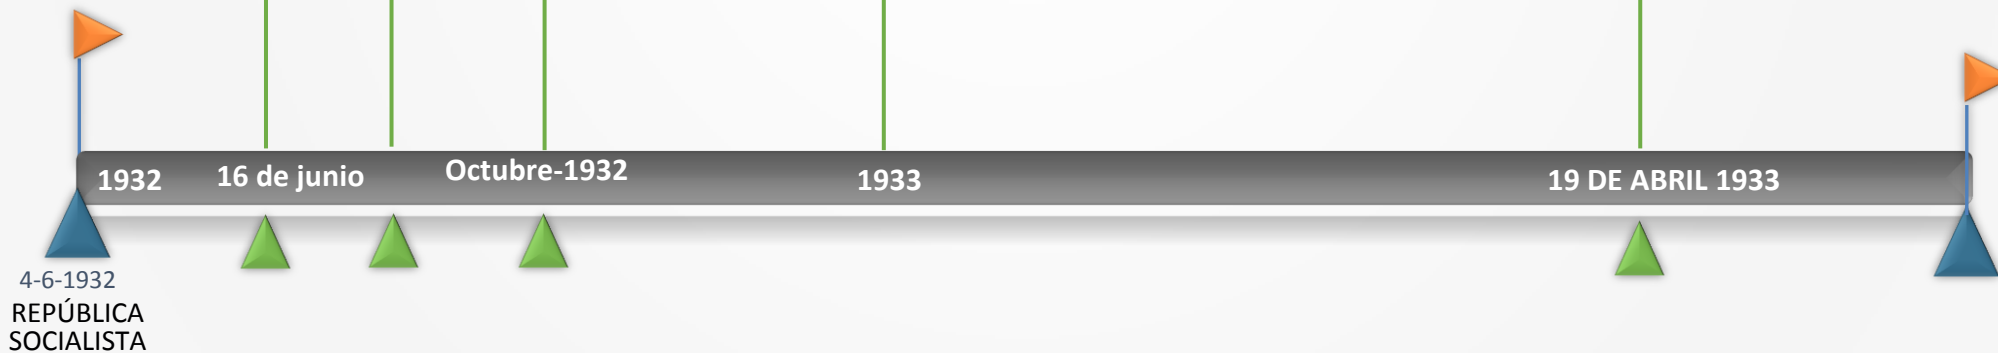 1932
16 de junio
Octubre-1932
1933
19 DE ABRIL 1933
4-6-1932
REPÚBLICA
SOCIALISTA